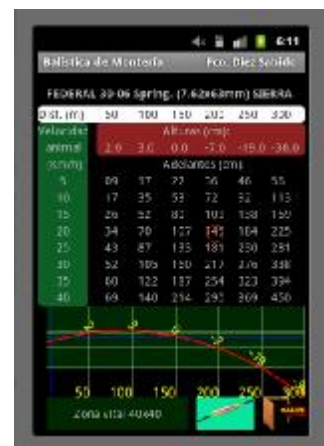 6:11
Balística de Montería Fco. Díez Sabido
FEDERAL 30-06 Spring. (7.62x63mm) SIERRA
Dist. (m) 50 100 150 200 250 300
Velocidad Alturas (cm):
animal 2.0 3.0 0.0 -7.0 -19.0 -36.0
(km/h) Adelantos (cm):
5 09 17 22 36 46 55
10 17 35 53 72 92 113
15 26 52 80 109 138 169
20 34 70 107 145 184 225
25 43 87 133 181 230 281
30 52 105 160 217 276 338
35 60 122 187 254 323 394
40 69 140 214 290 369 450
50 100 150 200 250 300
Zona vital 40x40